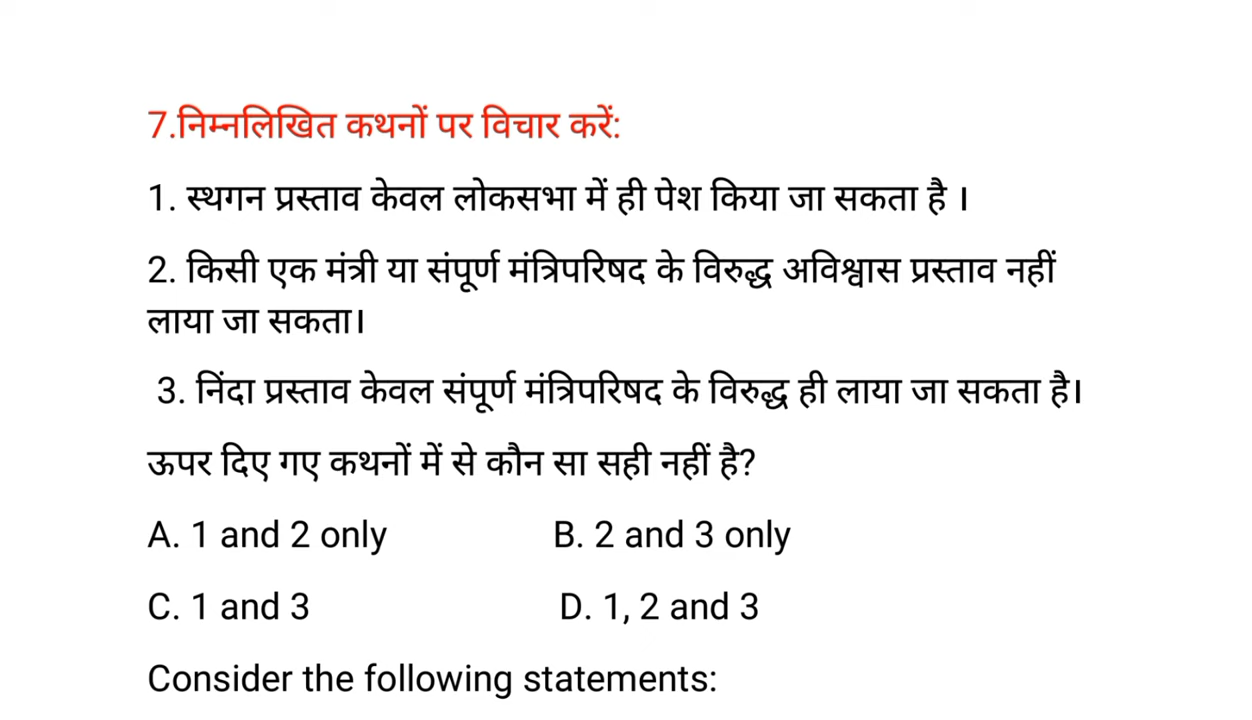 7.निम्नलिखित कथनों पर विचार करें:
1. स्थगन प्रस्ताव केवल लोकसभा में ही पेश किया जा सकता है ।
2. किसी एक मंत्री या संपूर्ण मंत्रिपरिषद के विरुद्ध अविश्वास प्रस्ताव नहीं
लाया जा सकता।
3. निंदा प्रस्ताव केवल संपूर्ण मंत्रिपरिषद के विरुद्ध ही लाया जा सकता है।
ऊपर दिए गए कथनों में से कौन सा सही नहीं है?
A. 1 and 2 only B. 2 and 3 only
C. 1 and 3 D. 1, 2 and 3
Consider the following statements: